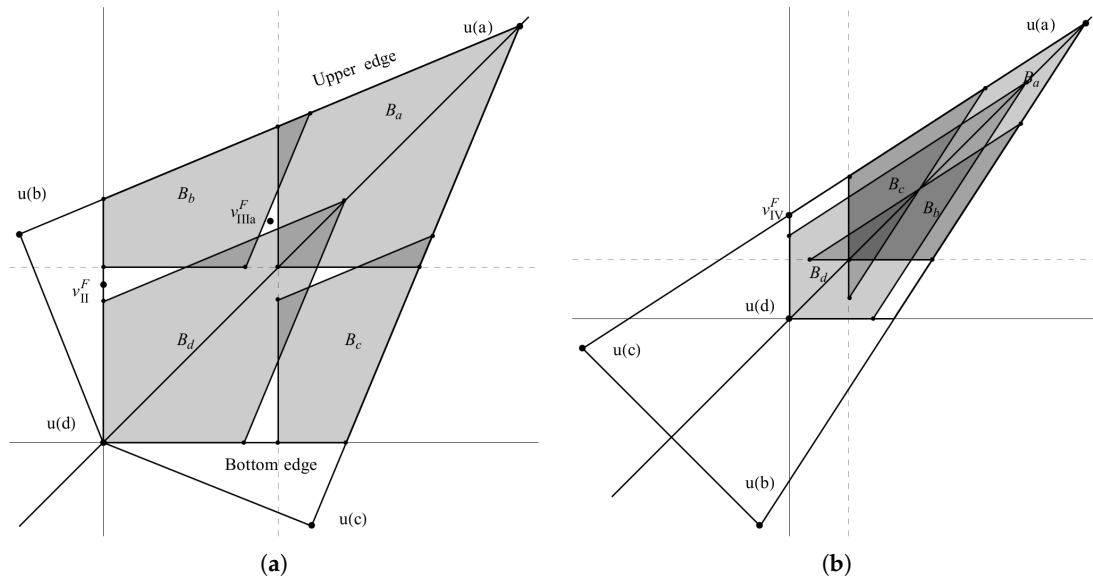 u(a)
Upper edge
B_a
u(b)
B_b
v^F_IIIa
v^F_II
B_d
B_c
u(d)
Bottom edge
u(c)
(a)
u(a)
B_a
B_c
v^F_IV
B_b
B_d
u(d)
u(c)
u(b)
(b)